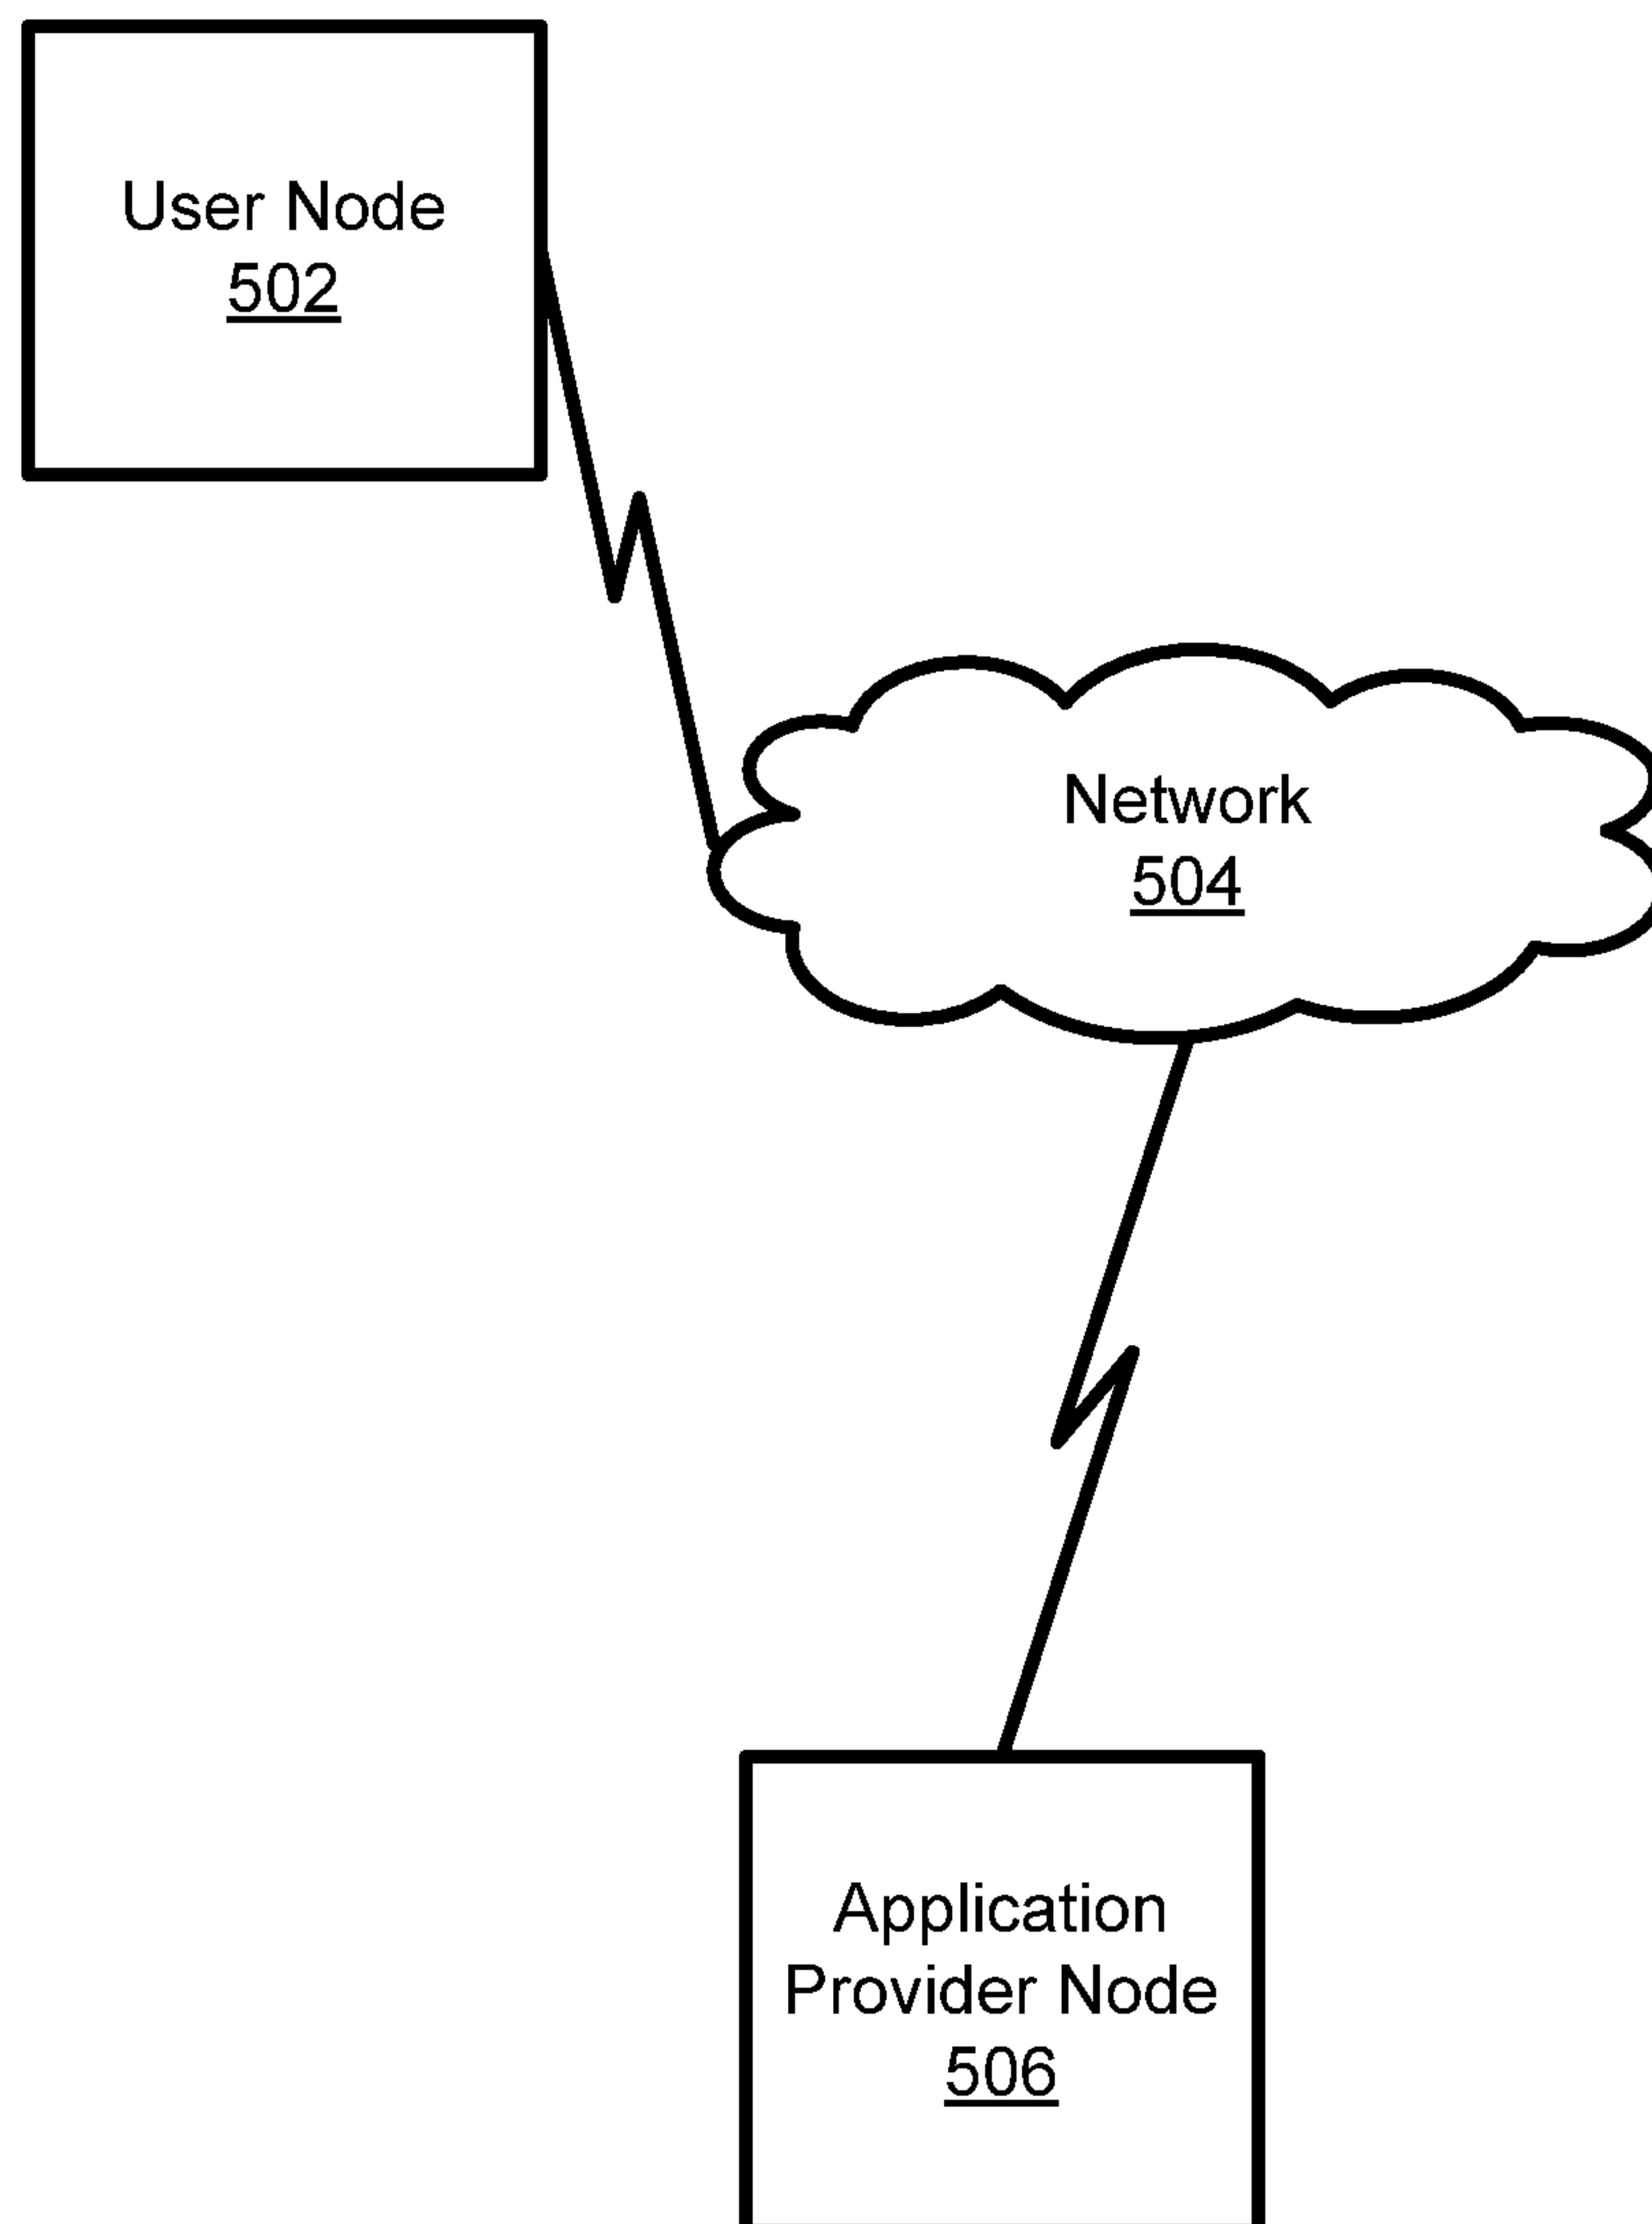 User Node
502
Network
504
Application
Provider Node
506